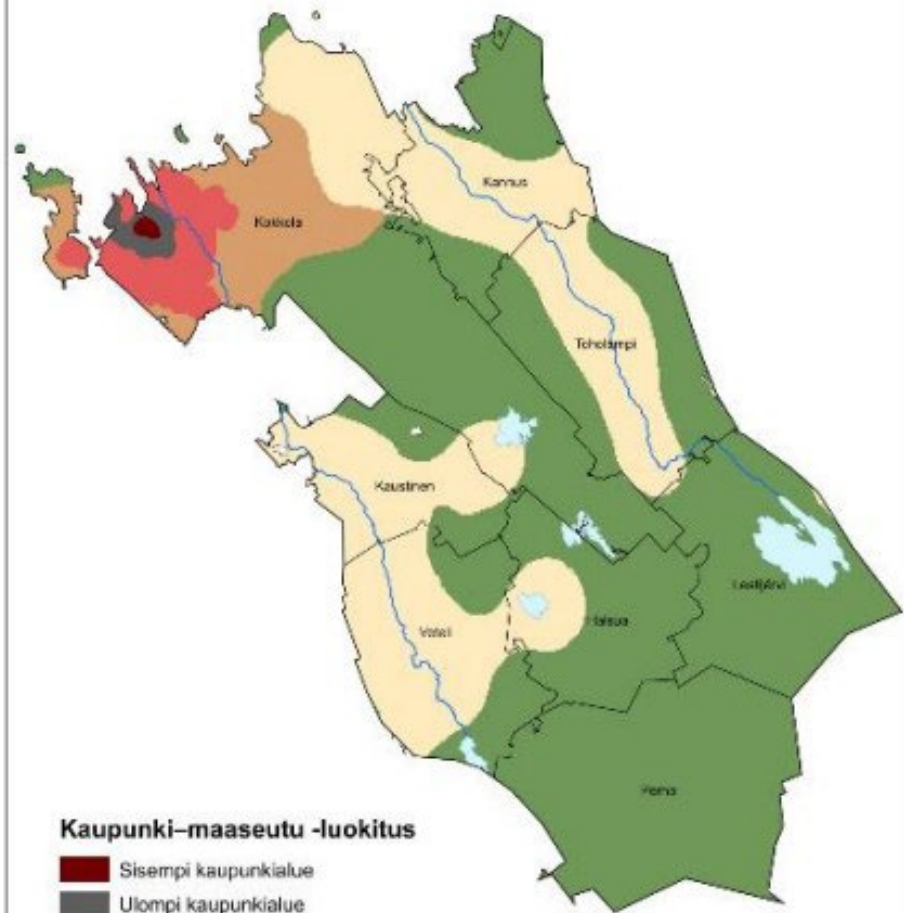 Kannus
Kokkola
Toholampi
Kaustinen
Lestijärvi
Veteli
Halsua
Perho
Kaupunki–maaseutu -luokitus
Sisempi kaupunkialue
Ulompi kaupunkialue